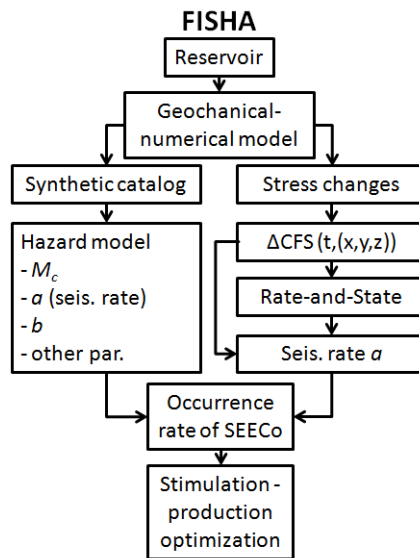 FISHA
Reservoir
Geochanical-
numerical model
Synthetic catalog
Stress changes
Hazard model
- Mc
- a (seis. rate)
- b
- other par.
ΔCFS (t,(x,y,z))
Rate-and-State
Seis. rate a
Occurrence
rate of SEECo
Stimulation -
production
optimization